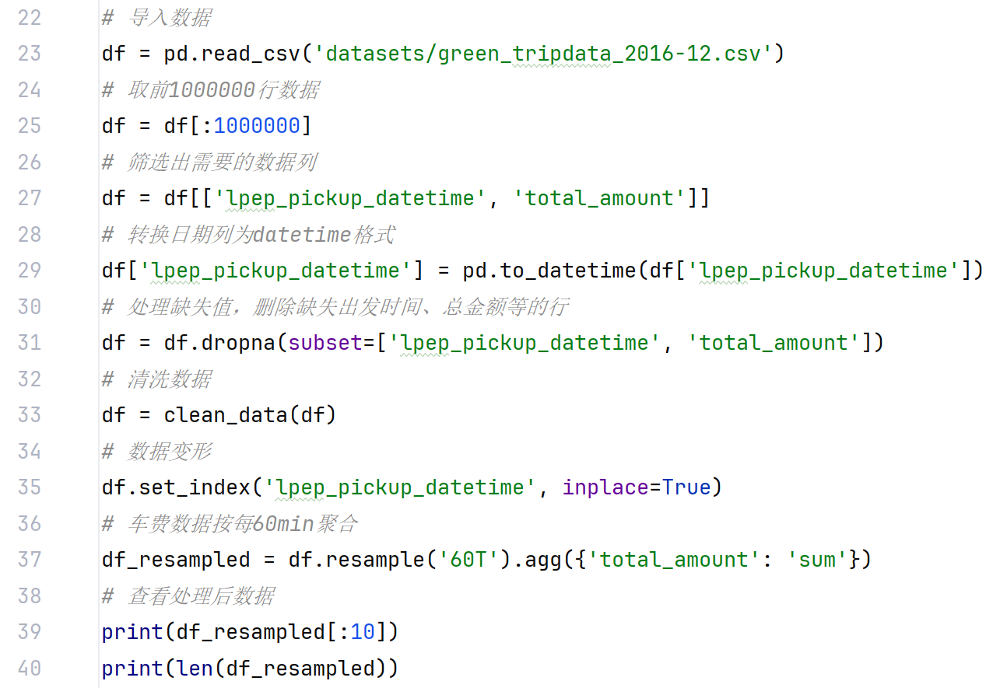 22 # 导入数据
23 df = pd.read_csv('datasets/green_tripdata_2016-12.csv')
24 # 取前1000000行数据
25 df = df[:1000000]
26 # 筛选出需要的数据列
27 df = df[['lpep_pickup_datetime', 'total_amount']]
28 # 转换日期列为datetime格式
29 df['lpep_pickup_datetime'] = pd.to_datetime(df['lpep_pickup_datetime'])
30 # 处理缺失值，删除缺失出发时间、总金额等的行
31 df = df.dropna(subset=['lpep_pickup_datetime', 'total_amount'])
32 # 清洗数据
33 df = clean_data(df)
34 # 数据变形
35 df.set_index('lpep_pickup_datetime', inplace=True)
36 # 车费数据按每60min聚合
37 df_resampled = df.resample('60T').agg({'total_amount': 'sum'})
38 # 查看处理后数据
39 print(df_resampled[:10])
40 print(len(df_resampled))